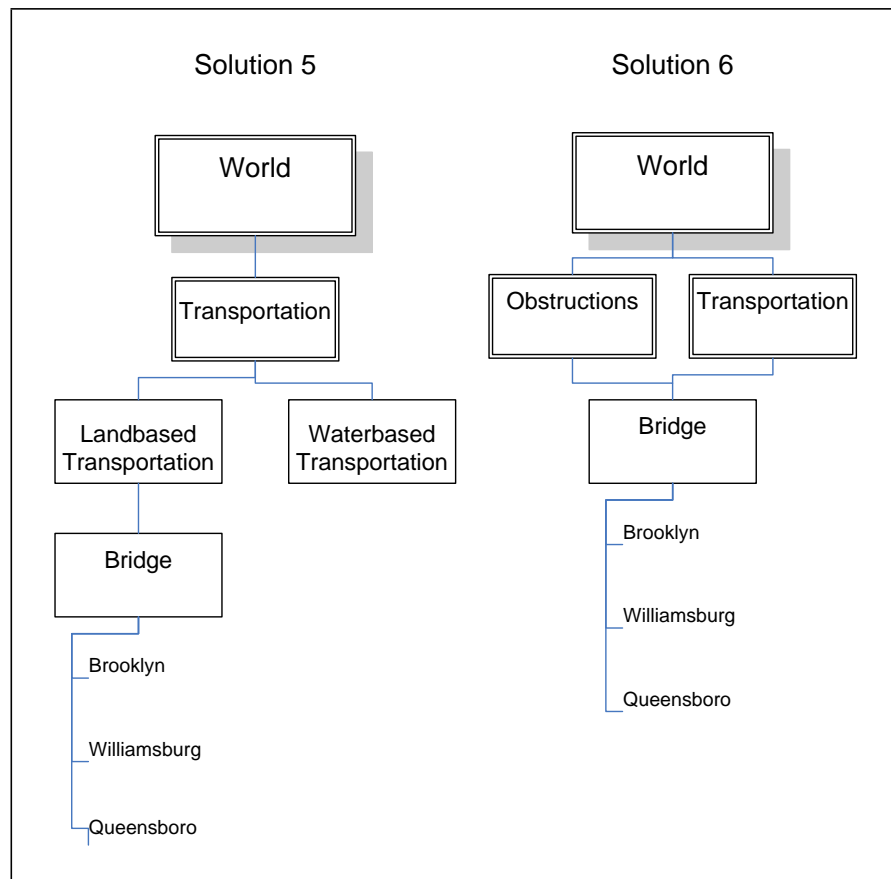 Solution 5
World
Transportation
Landbased
Transportation
Waterbased
Transportation
Bridge
Brooklyn
Williamsburg
Queensboro
Solution 6
World
Obstructions
Transportation
Bridge
Brooklyn
Williamsburg
Queensboro